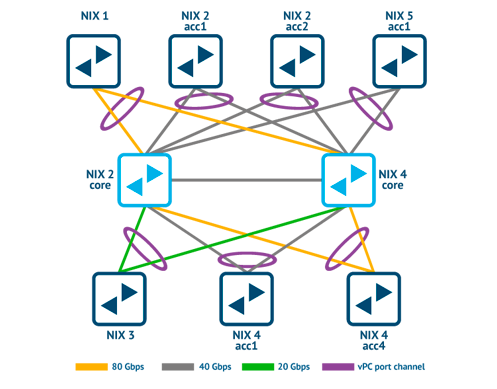 NIX 1
NIX 2
acc1
NIX 2
acc2
NIX 5
acc1
NIX 2
core
NIX 4
core
NIX 3
NIX 4
acc1
NIX 4
acc4
80 Gbps
40 Gbps
20 Gbps
vPC port channel